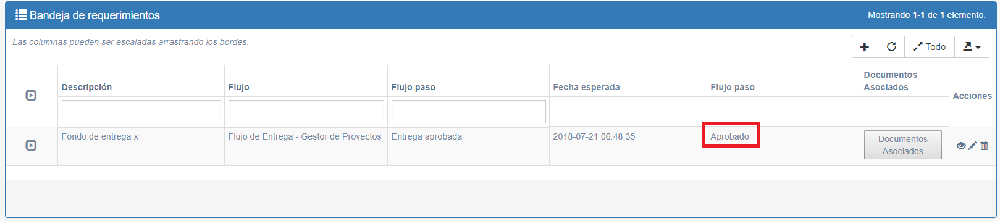 Bandeja de requerimientos
Mostrando 1-1 de 1 elemento.
Las columnas pueden ser escaladas arrastrando los bordes.
Todo
Descripción
Flujo
Flujo paso
Fecha esperada
Flujo paso
Documentos
Asociados
Acciones
Fondo de entrega x
Flujo de Entrega - Gestor de Proyectos
Entrega aprobada
2018-07-21 06:48:35
Aprobado
Documentos
Asociados